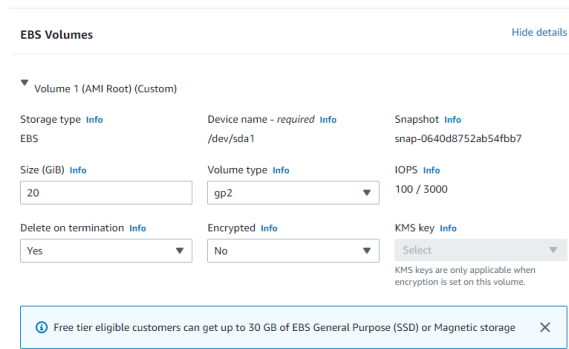 EBS Volumes
Hide details
Volume 1 (AMI Root) (Custom)
Storage type Info
Device name - required Info
Snapshot Info
EBS
/dev/sda1
snap-0640d8752ab54fbb7
Size (GiB) Info
Volume type Info
IOPS Info
20
gp2
100 / 3000
Delete on termination Info
Encrypted Info
KMS key Info
Yes
No
Select
KMS keys are only applicable when
encryption is set on this volume.
Free tier eligible customers can get up to 30 GB of EBS General Purpose (SSD) or Magnetic storage